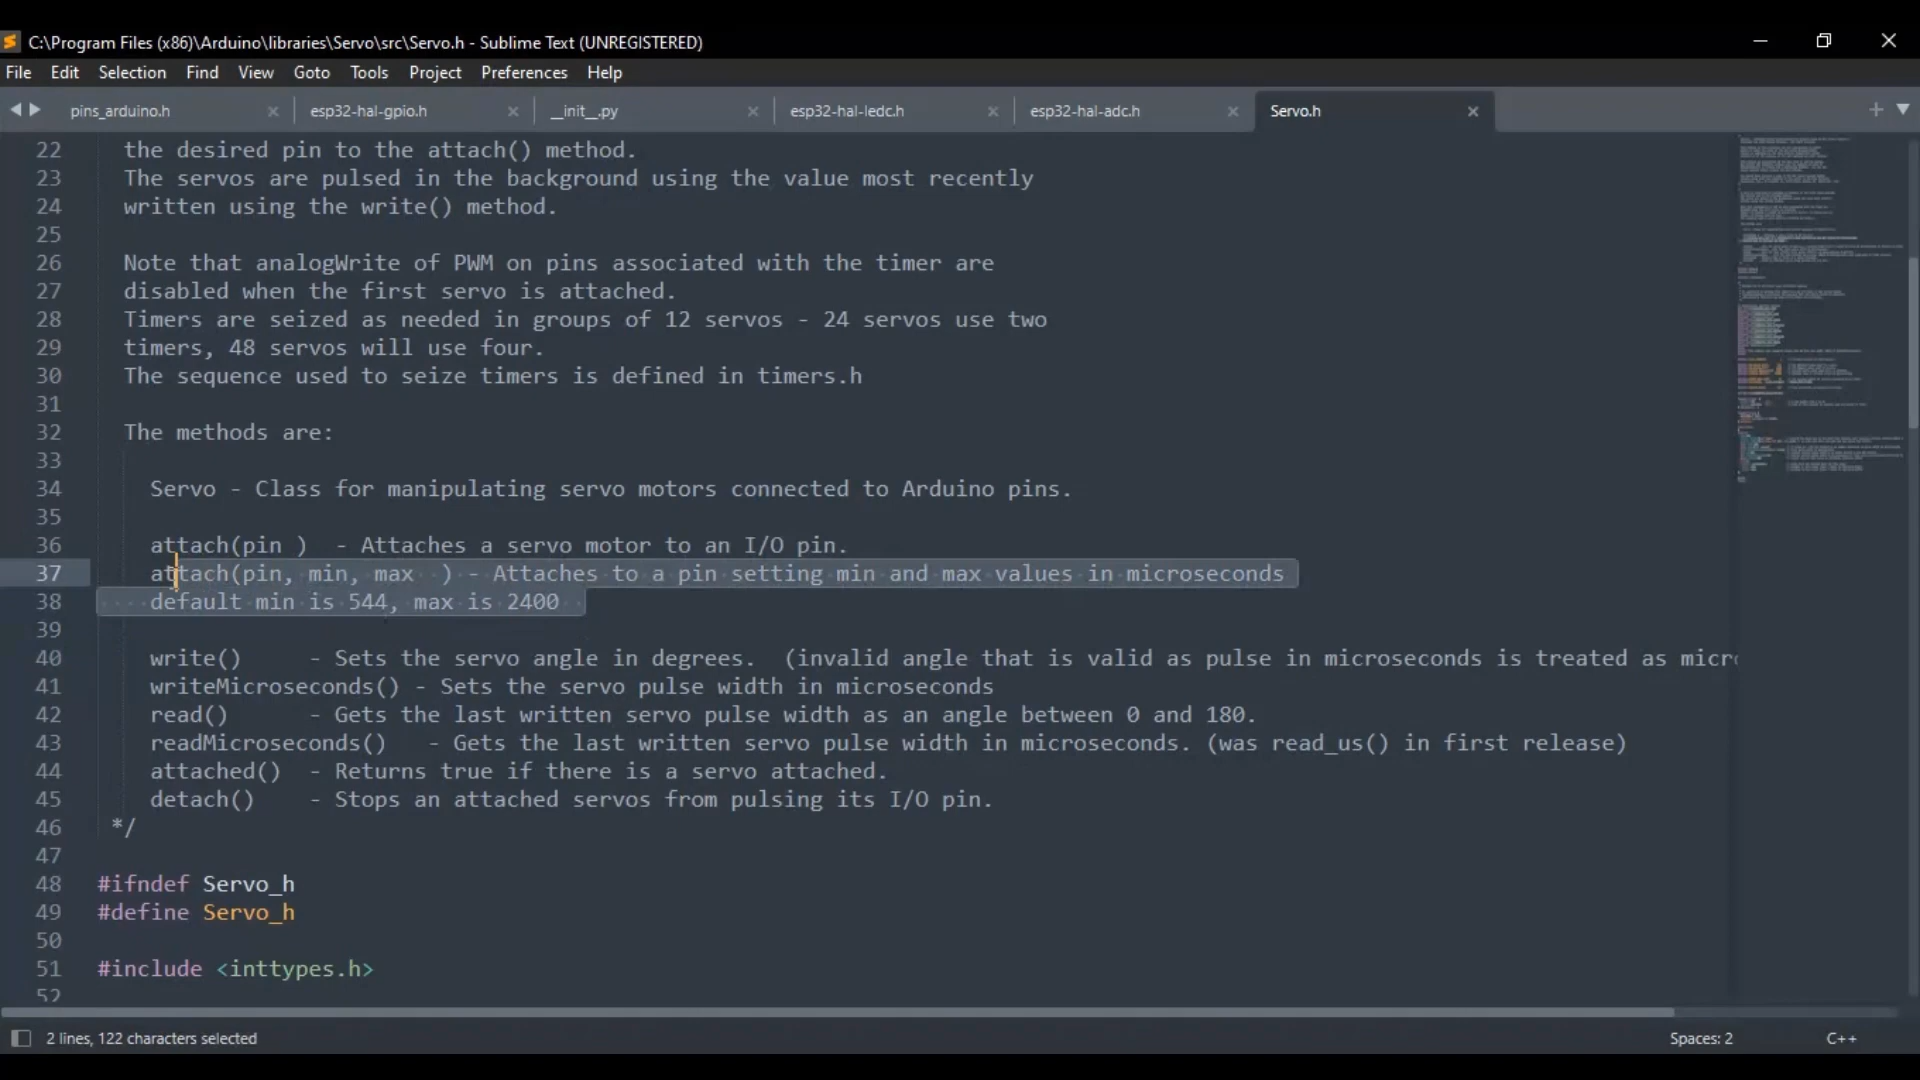 C:\Program Files (x86)\Arduino\libraries\Servo\src\Servo.h - Sublime Text (UNREGISTERED)
File Edit Selection Find View Goto Tools Project Preferences Help
pins_arduino.h esp32-hal-gpio.h __init__.py esp32-hal-ledc.h esp32-hal-adc.h Servo.h
22 the desired pin to the attach() method.
23 The servos are pulsed in the background using the value most recently
24 written using the write() method.
25
26 Note that analogWrite of PWM on pins associated with the timer are
27 disabled when the first servo is attached.
28 Timers are seized as needed in groups of 12 servos - 24 servos use two
29 timers, 48 servos will use four.
30 The sequence used to seize timers is defined in timers.h
31
32 The methods are:
33
34 Servo - Class for manipulating servo motors connected to Arduino pins.
35
36 attach(pin )  - Attaches a servo motor to an I/O pin.
37 attach(pin, min, max  ) - Attaches to a pin setting min and max values in microseconds
38 default min is 544, max is 2400
39
40 write()     - Sets the servo angle in degrees.  (invalid angle that is valid as pulse in microseconds is treated as micr
41 writeMicroseconds() - Sets the servo pulse width in microseconds
42 read()      - Gets the last written servo pulse width as an angle between 0 and 180.
43 readMicroseconds()   - Gets the last written servo pulse width in microseconds. (was read_us() in first release)
44 attached()  - Returns true if there is a servo attached.
45 detach()    - Stops an attached servos from pulsing its I/O pin.
46 */
47
48 #ifndef Servo_h
49 #define Servo_h
50
51 #include <inttypes.h>
52
2 lines, 122 characters selected Spaces: 2 C++